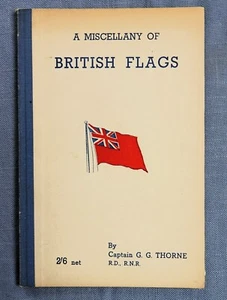 A MISCELLANY OF
BRITISH FLAGS
By
Captain G. G. THORNE
R.D., R.N.R.
2/6 net